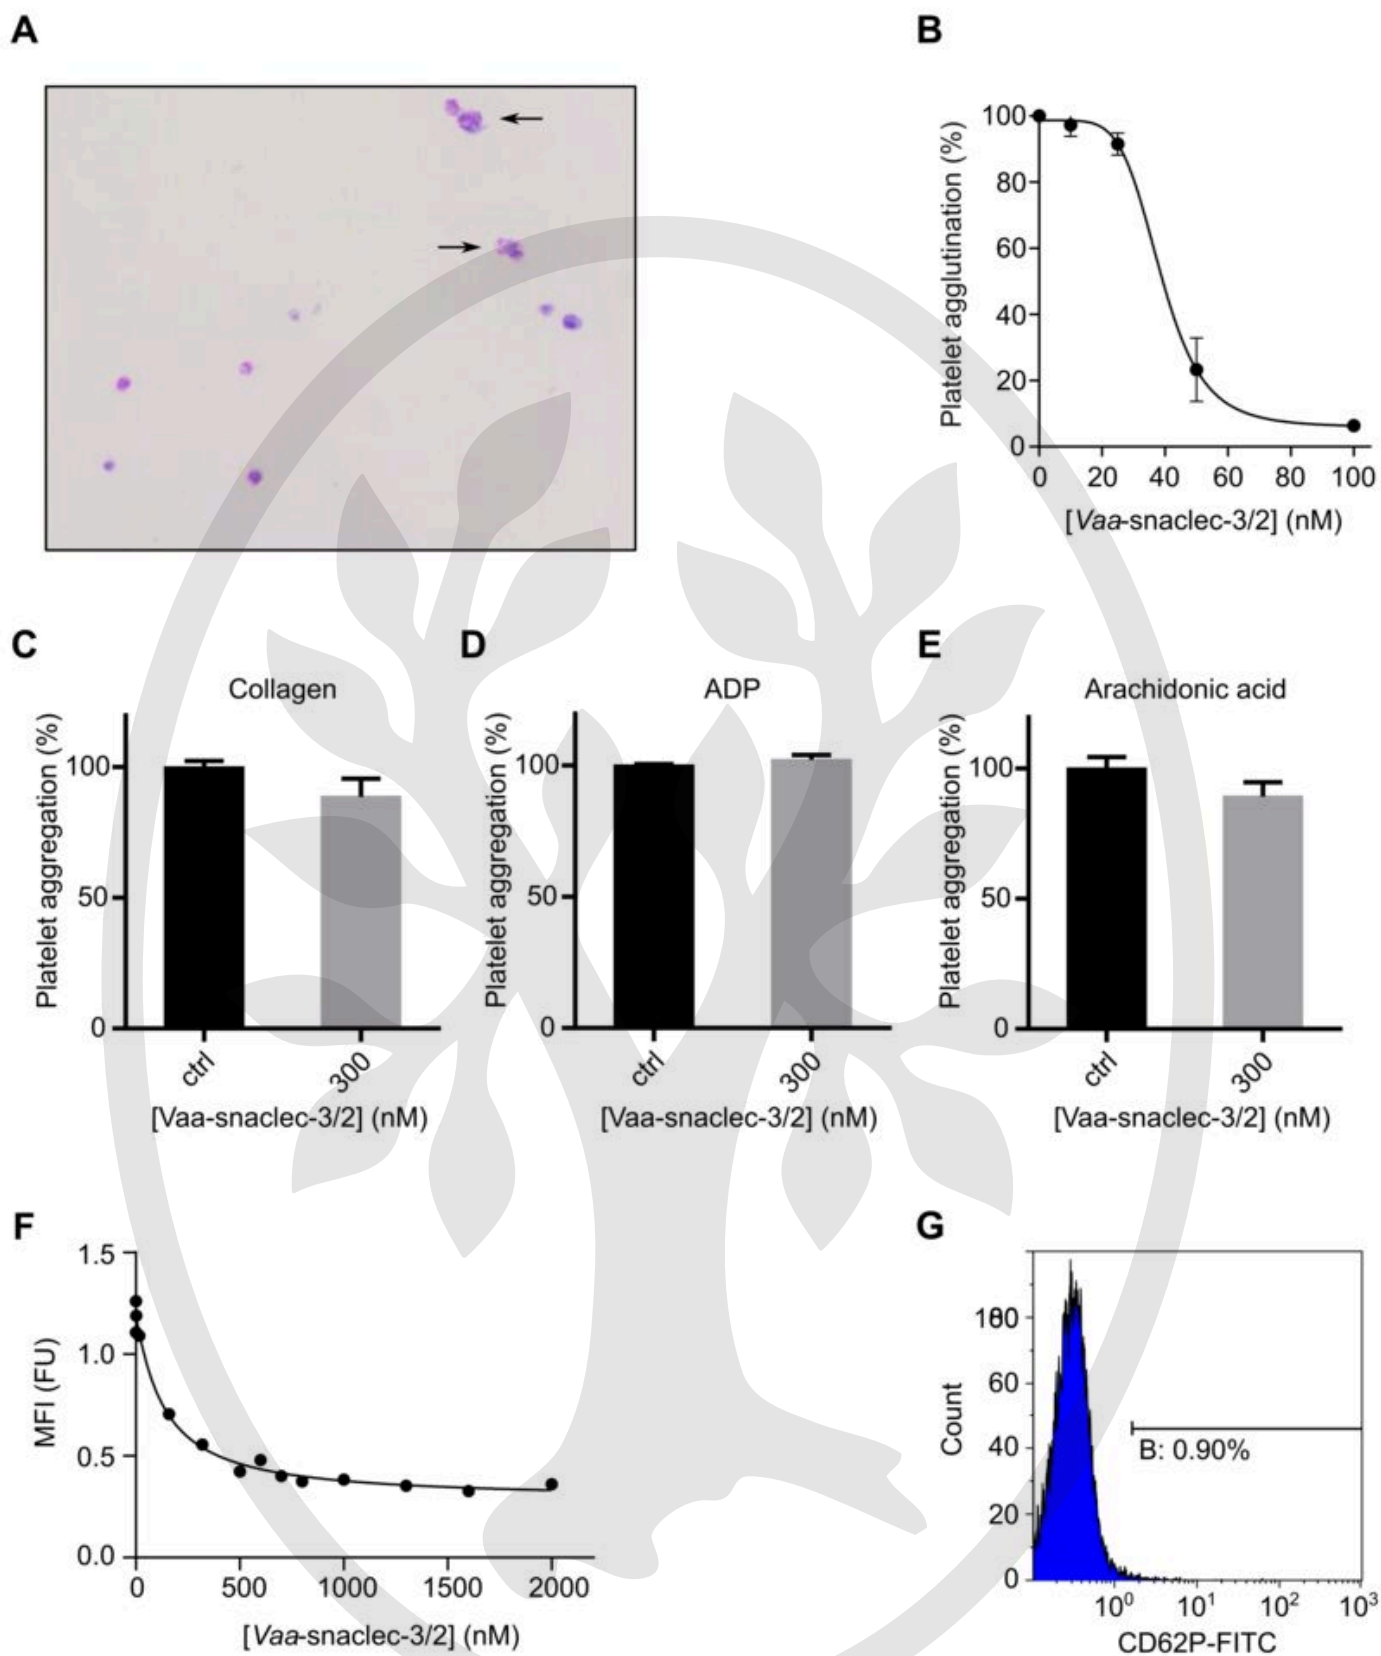 A
B
Platelet agglutination (%)
100
80
60
40
20
0
0 20 40 60 80 100
[Vaa-snaclec-3/2] (nM)
C
D
E
Collagen
Platelet aggregation (%)
100
50
0
ctrl 300
[Vaa-snaclec-3/2] (nM)
ADP
Platelet aggregation (%)
100
50
0
ctrl 300
[Vaa-snaclec-3/2] (nM)
Arachidonic acid
Platelet aggregation (%)
100
50
0
ctrl 300
[Vaa-snaclec-3/2] (nM)
F
MFI (FU)
1.5
1.0
0.5
0.0
0 500 1000 1500 2000
[Vaa-snaclec-3/2] (nM)
G
Count
60
40
20
0
B: 0.90%
10⁰ 10¹ 10² 10³
CD62P-FITC